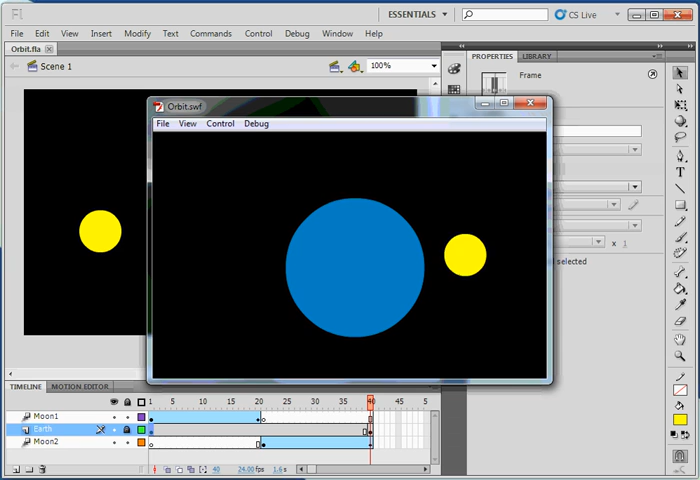 Fl ESSENTIALS CS Live
File Edit View Insert Modify Text Commands Control Debug Window Help
Orbit.fla
Scene 1 100%
PROPERTIES LIBRARY
Frame
Orbit.swf
File View Control Debug
x 1
selected
TIMELINE MOTION EDITOR
1 5 10 15 20 25 30 35 40 45 5
Moon1
Earth
Moon2
40 24.00 fps 1.6 s